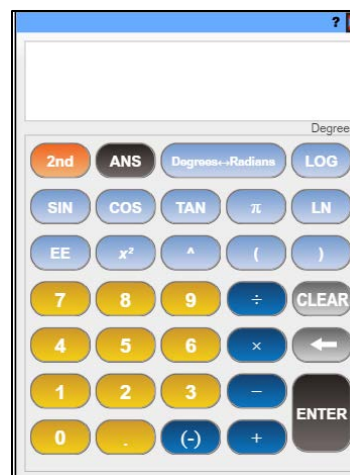 ?
Degree
2nd ANS Degrees↔Radians LOG
SIN COS TAN π LN
EE x² ^ ( )
7 8 9 ÷ CLEAR
4 5 6 × ←
1 2 3 −
ENTER
0 . (-) +